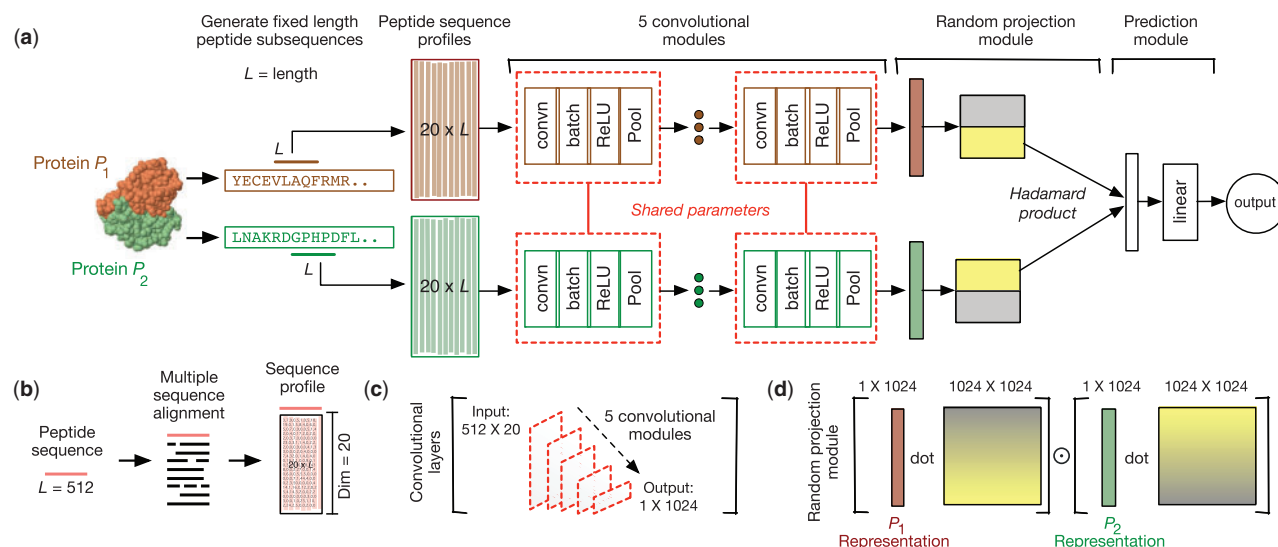 (a)
Generate fixed length
peptide subsequences
L = length
Peptide sequence
profiles
5 convolutional
modules
Random projection
module
Prediction
module
Protein P1
L
YECEVLAQFRMR..
20 x L
convn
batch
ReLU
Pool
convn
batch
ReLU
Pool
Shared parameters
Hadamard
product
linear
output
LNAKRDGPHPDFL..
Protein P2
L
20 x L
convn
batch
ReLU
Pool
convn
batch
ReLU
Pool
(b)
Peptide
sequence
L = 512
Multiple
sequence
alignment
Sequence
profile
20 x L
Dim = 20
(c)
Convolutional
layers
Input:
512 X 20
5 convolutional
modules
Output:
1 X 1024
(d)
Random projection
module
1 X 1024
1024 X 1024
1 X 1024
1024 X 1024
dot
⊙
dot
P1
Representation
P2
Representation